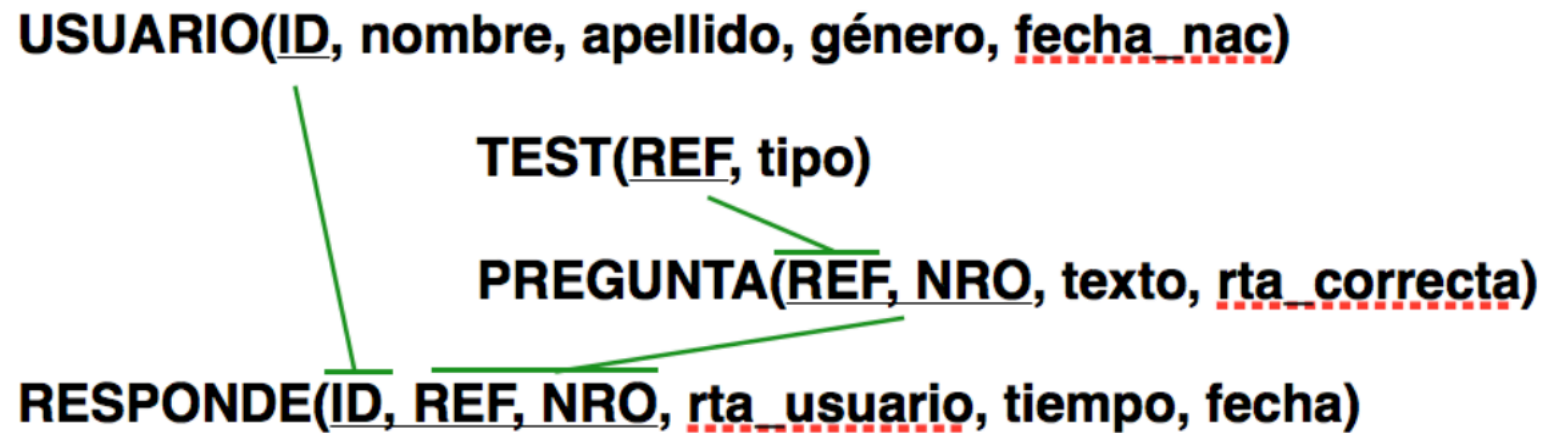 USUARIO(ID, nombre, apellido, género, fecha_nac)
TEST(REF, tipo)
PREGUNTA(REF, NRO, texto, rta_correcta)
RESPONDE(ID, REF, NRO, rta_usuario, tiempo, fecha)